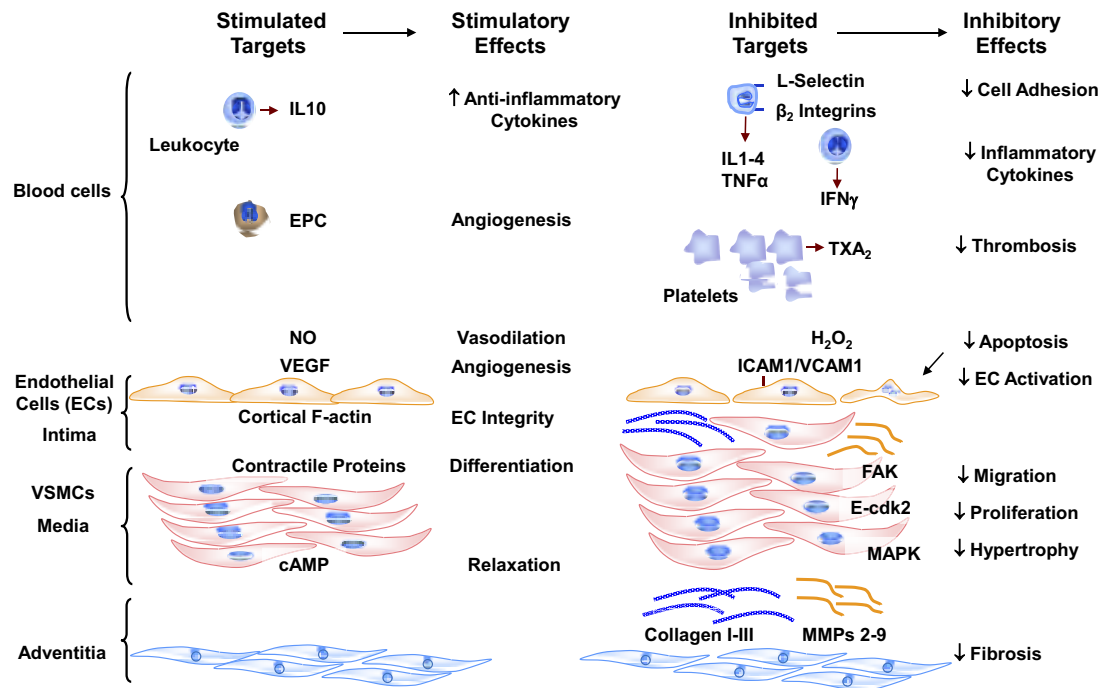 Stimulated Targets
Stimulatory Effects
Inhibited Targets
Inhibitory Effects
Blood cells
Leukocyte
IL10
↑ Anti-inflammatory Cytokines
L-Selectin
β₂ Integrins
IL1-4
TNFα
IFNγ
↓ Cell Adhesion
↓ Inflammatory Cytokines
EPC
Angiogenesis
Platelets
TXA₂
↓ Thrombosis
Endothelial Cells (ECs)
Intima
NO
Vasodilation
VEGF
Angiogenesis
Cortical F-actin
EC Integrity
H₂O₂
ICAM1/VCAM1
↓ Apoptosis
↓ EC Activation
VSMCs
Media
Contractile Proteins
Differentiation
cAMP
Relaxation
FAK
↓ Migration
E-cdk2
↓ Proliferation
MAPK
↓ Hypertrophy
Adventitia
Collagen I-III
MMPs 2-9
↓ Fibrosis